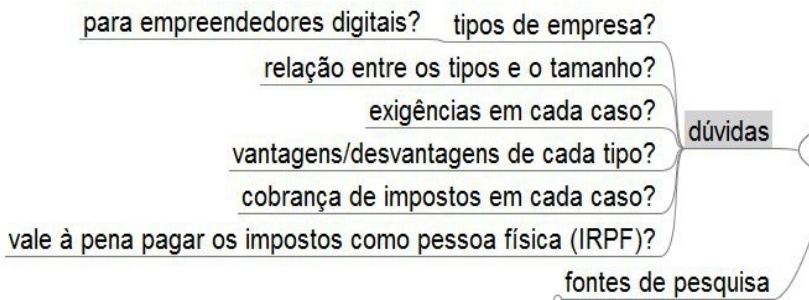 para empreendedores digitais? tipos de empresa?
relação entre os tipos e o tamanho?
exigências em cada caso?
dúvidas
vantagens/desvantagens de cada tipo?
cobrança de impostos em cada caso?
vale à pena pagar os impostos como pessoa física (IRPF)?
fontes de pesquisa